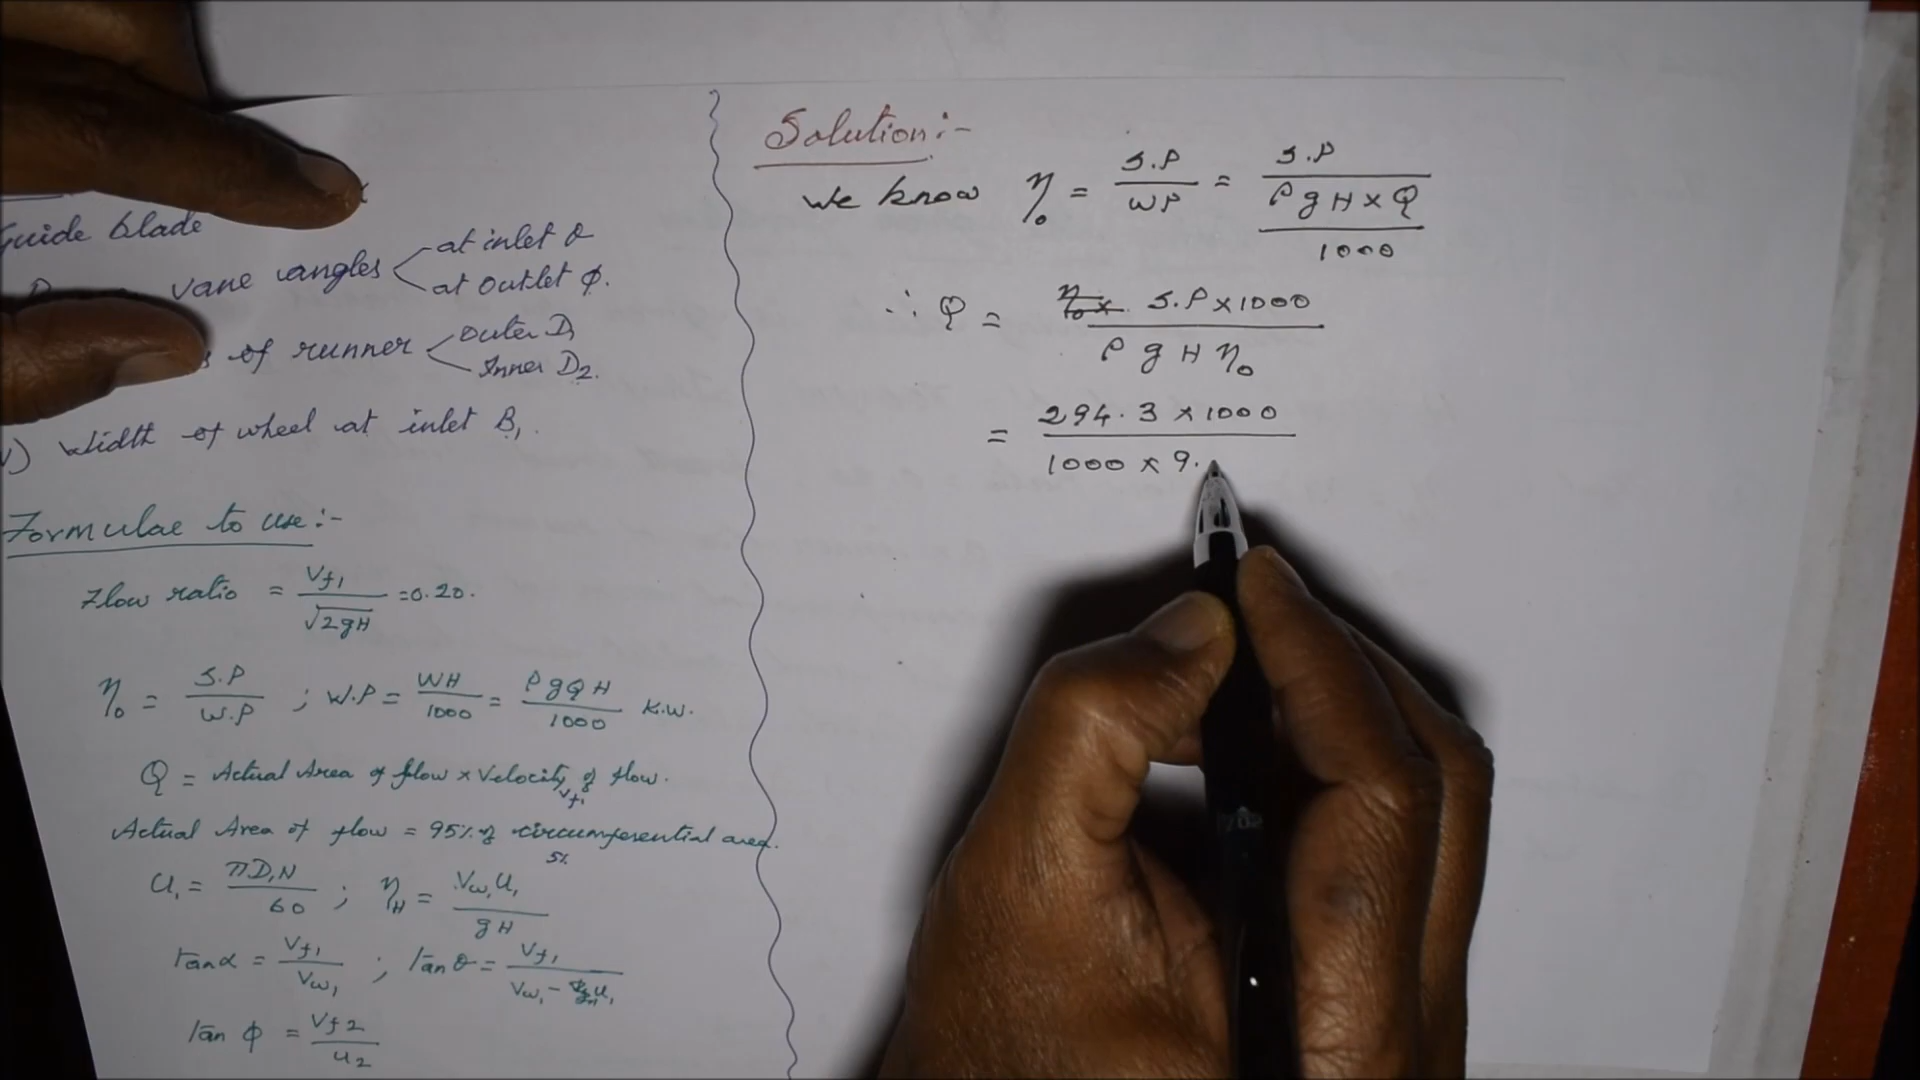 Guide blade
vane angles at inlet θ
at outlet φ.
of runner outer D1
Inner D2.
) Width of wheel at inlet B1.
Formulae to use :-
Flow ratio = Vf1 / √2gH = 0.20.
η0 = S.P / W.P ; W.P = WH / 1000 = ρgQH / 1000 K.W.
Q = Actual Area of flow × Velocity of flow.
Vf1
Actual Area of flow = 95% of circumferential area.
5%
U1 = πD1N / 60 ; ηH = Vw1U1 / gH
tanα = Vf1 / Vw1 ; tanθ = Vf1 / Vw1 - U1
tan φ = Vf2 / U2
Solution :-
We know η0 = S.P / WP = S.P / ρgH×Q / 1000
∴ Q = S.P×1000 / ρ g H η0
= 294.3 ×1000 / 1000 × 9.